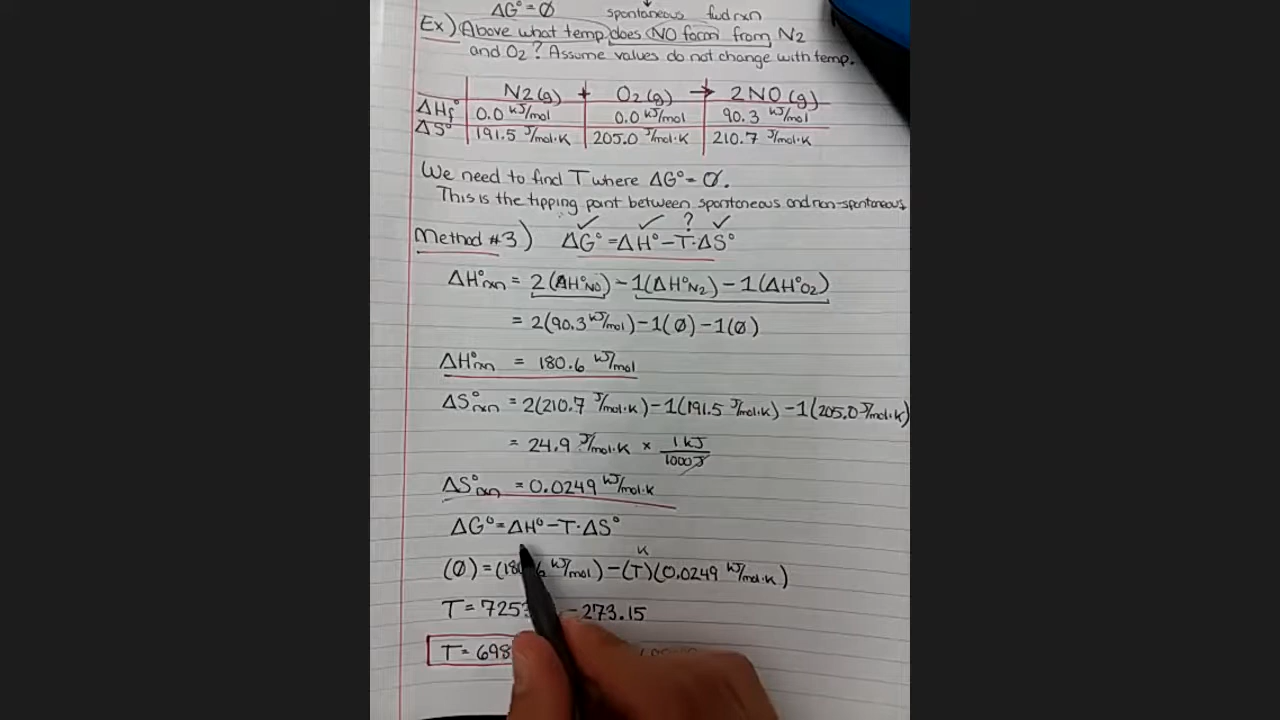 ΔG° = Ø spontaneous fwd rxn
Ex) Above what temp does NO form from N2
and O2? Assume values do not change with temp.
N2(g) + O2(g) → 2NO(g)
ΔHf° 0.0 kJ/mol 0.0 kJ/mol 90.3 kJ/mol
ΔS° 191.5 J/mol·K 205.0 J/mol·K 210.7 J/mol·K
We need to find T where ΔG° = Ø.
This is the tipping point between spontaneous and non-spontaneous
✓ ✓ ? ✓
Method #3) ΔG° = ΔH° - T·ΔS°
ΔH°rxn = 2(ΔH°NO) - 1(ΔH°N2) - 1(ΔH°O2)
= 2(90.3 kJ/mol) - 1(Ø) - 1(Ø)
ΔH°rxn = 180.6 kJ/mol
ΔS°rxn = 2(210.7 J/mol·K) - 1(191.5 J/mol·K) - 1(205.0 J/mol·K)
= 24.9 J/mol·K × 1 kJ/1000 J
ΔS°rxn = 0.0249 kJ/mol·K
ΔG° = ΔH° - T·ΔS°
K
(Ø) = (180.6 kJ/mol) - (T)(0.0249 kJ/mol·K)
T = 725 - 273.15
T = 698